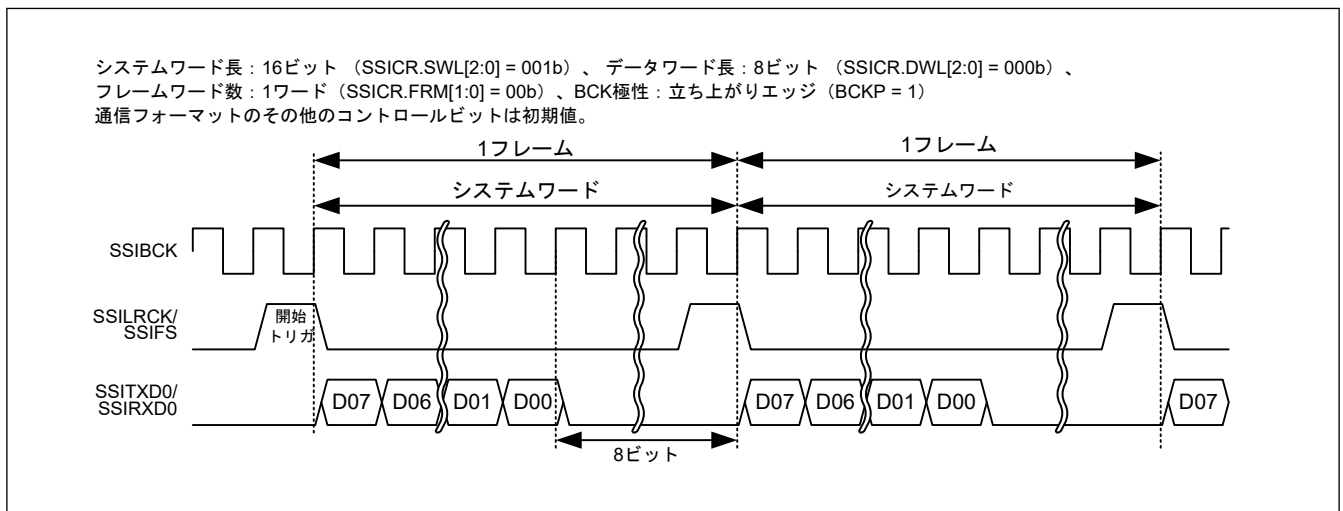 システムワード長：16ビット （SSICR.SWL[2:0] = 001b）、 データワード長：8ビット （SSICR.DWL[2:0] = 000b）、
フレームワード数：1ワード（SSICR.FRM[1:0] = 00b）、BCK極性：立ち上がりエッジ（BCKP = 1）
通信フォーマットのその他のコントロールビットは初期値。
1フレーム 1フレーム
システムワード システムワード
SSIBCK
SSILRCK/
SSIFS
開始
トリガ
SSITXD0/
SSIRXD0
D07 D06 D01 D00 D07 D06 D01 D00 D07
8ビット